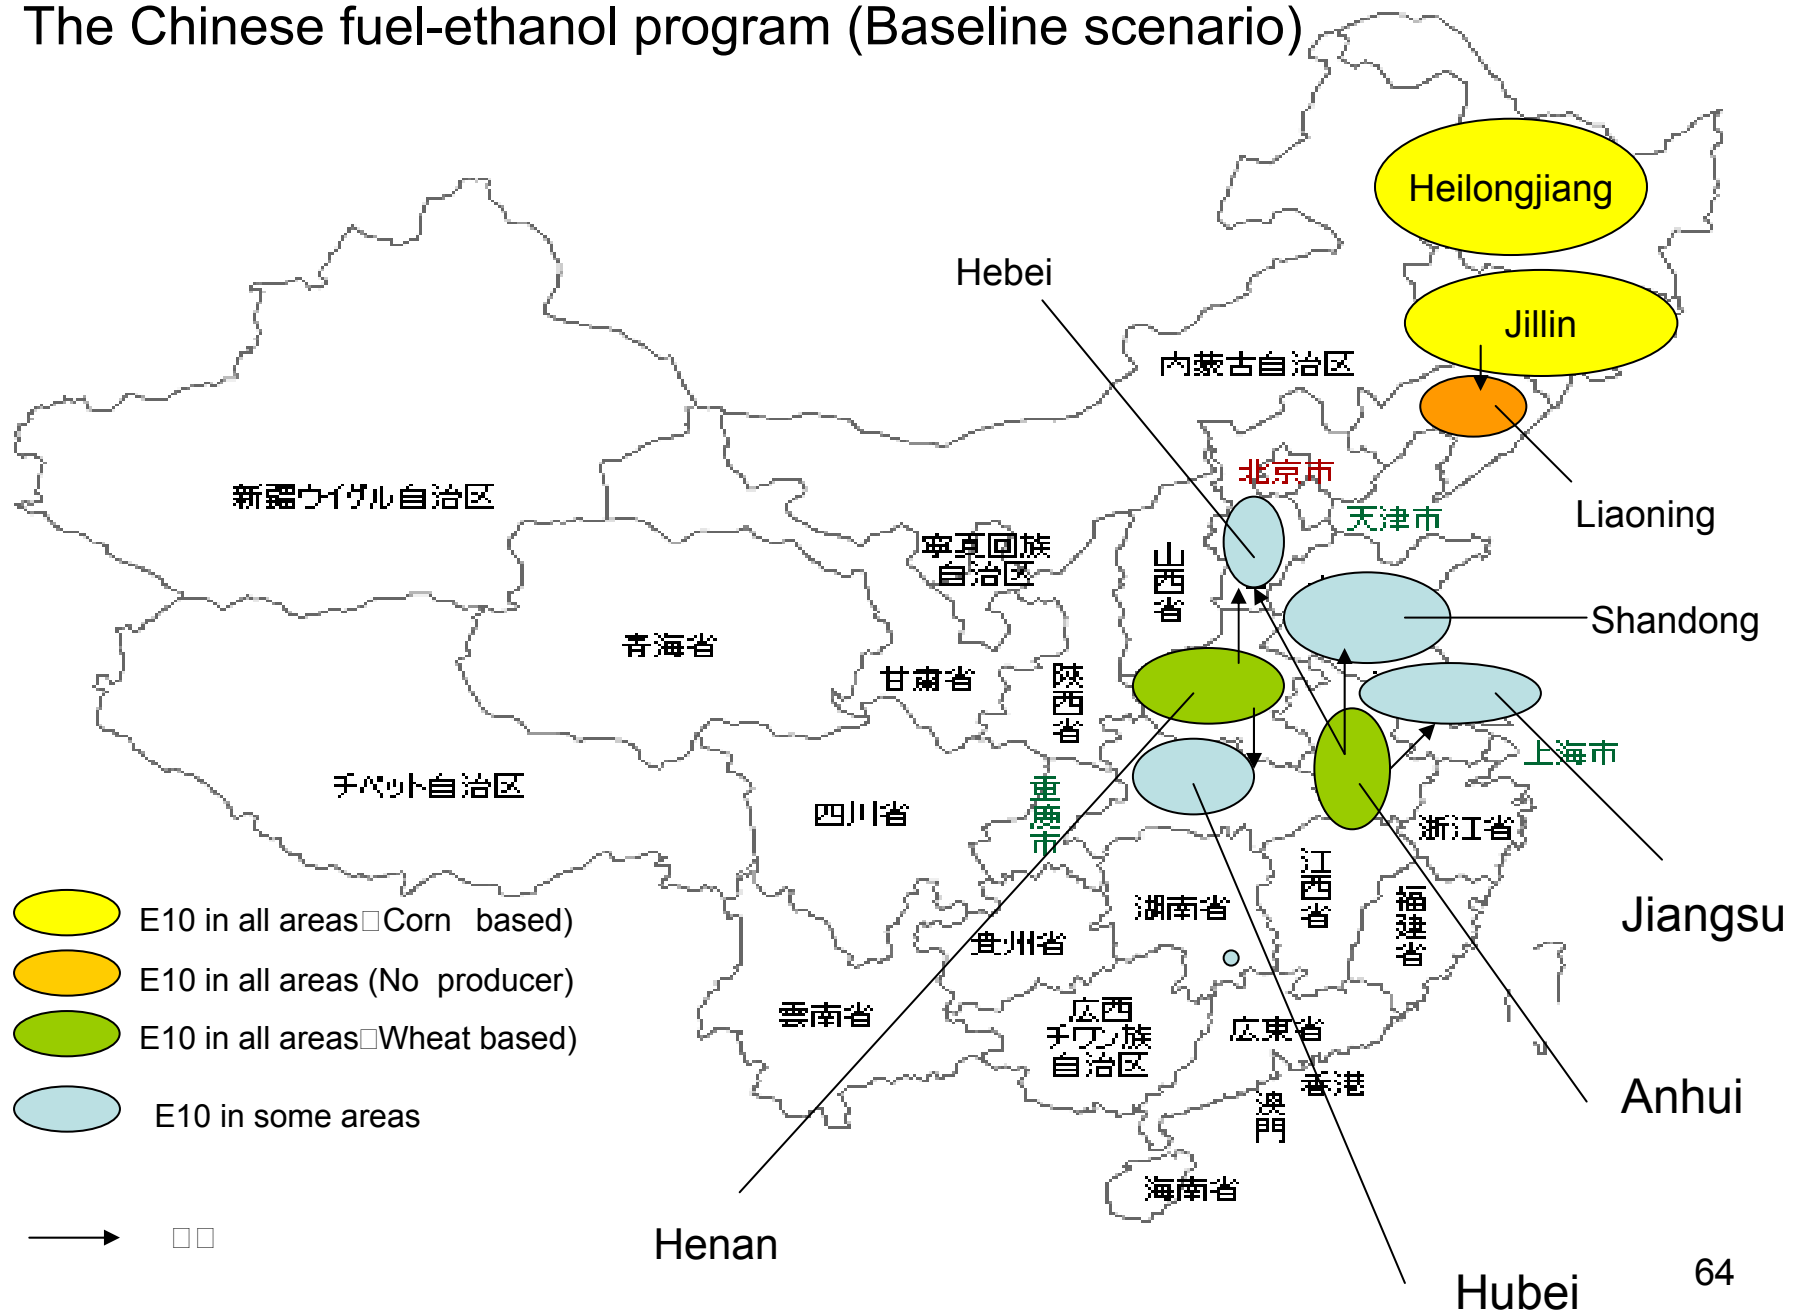 The Chinese fuel-ethanol program (Baseline scenario)
Heilongjiang
Hebei
Jillin
内蒙古自治区
北京市
新疆ウイグル自治区
天津市
Liaoning
寧夏回族
自治区
山西省
Shandong
青海省
甘粛省
陝西省
上海市
チベット自治区
四川省
重慶市
浙江省
E10 in all areas□Corn based)
江西省
福建省
湖南省
Jiangsu
貴州省
E10 in all areas (No producer)
雲南省
広西
チワン族
自治区
広東省
E10 in all areas□Wheat based)
香港
澳門
Anhui
E10 in some areas
海南省
□□
Henan
Hubei
64